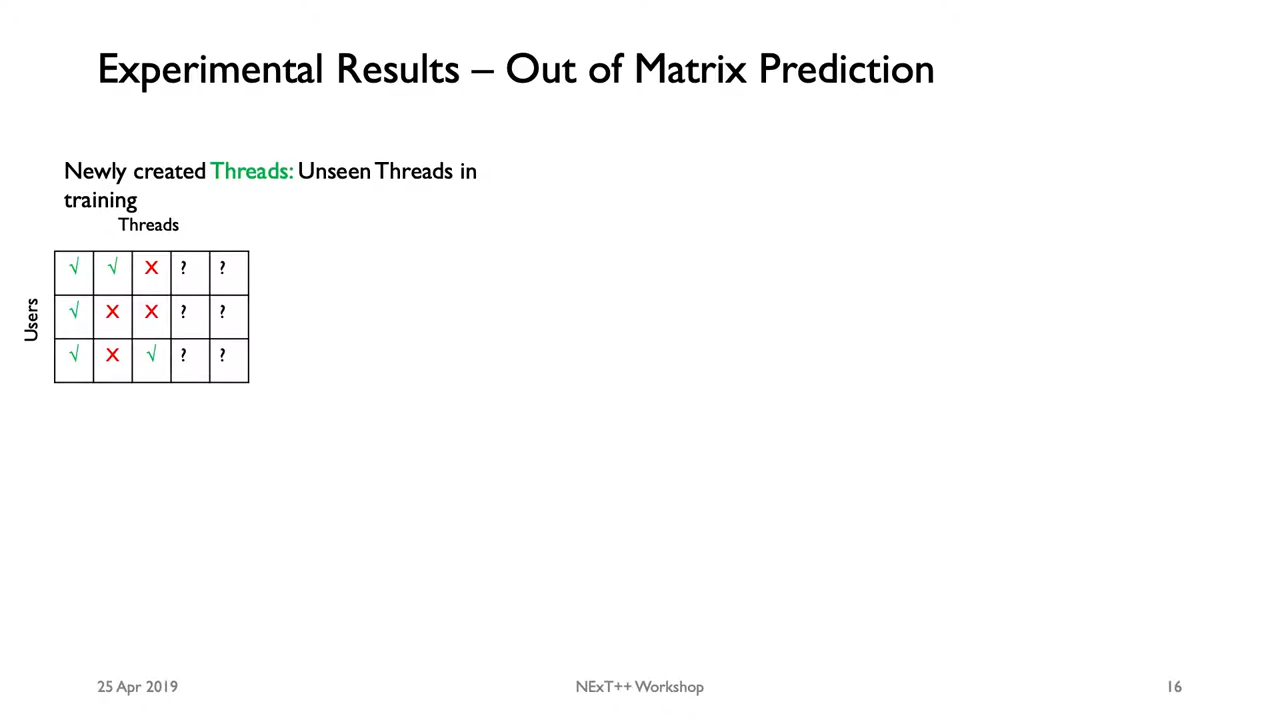 Experimental Results – Out of Matrix Prediction
Newly created Threads: Unseen Threads in
training
Threads
Users
√ √ X ? ?
√ X X ? ?
√ X √ ? ?
25 Apr 2019
NExT++ Workshop
16